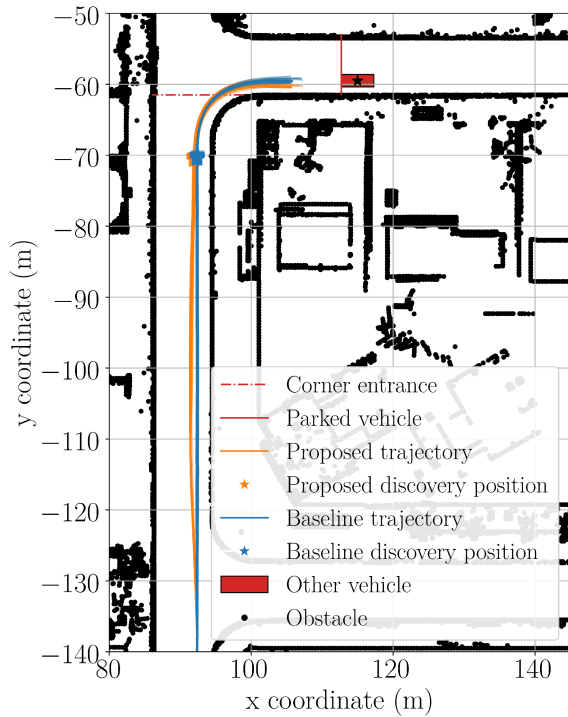 −50
−60
−70
−80
−90
−100
−110
−120
−130
−140
y coordinate (m)
Corner entrance
Parked vehicle
Proposed trajectory
Proposed discovery position
Baseline trajectory
Baseline discovery position
Other vehicle
Obstacle
80 100 120 140
x coordinate (m)